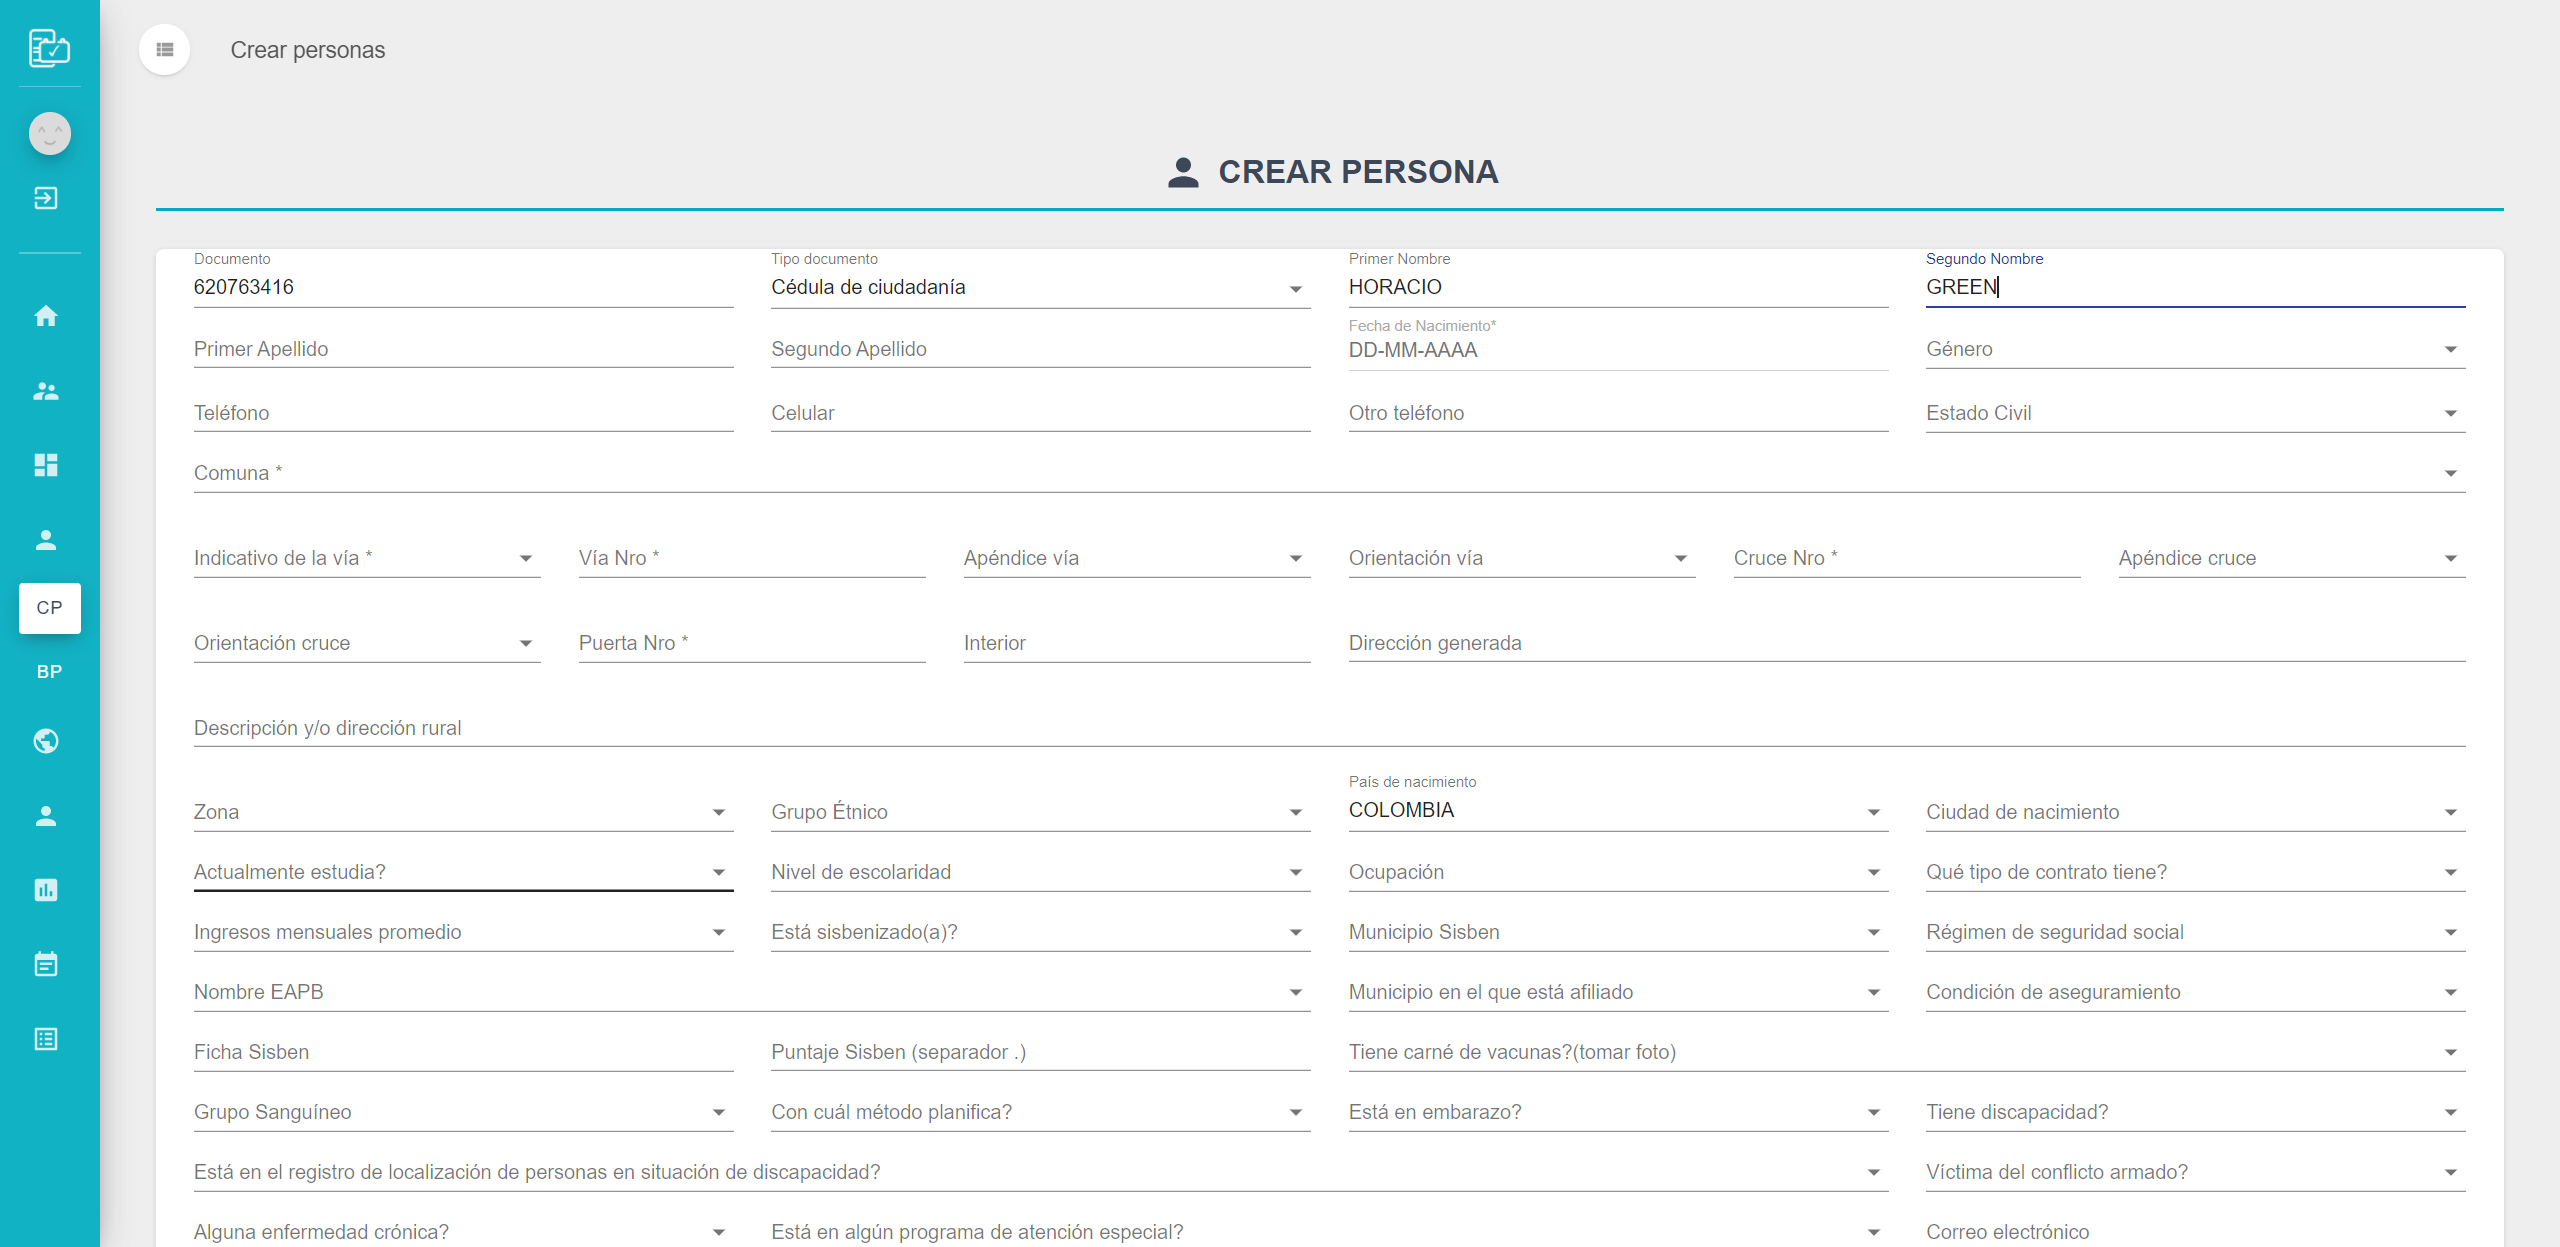 Crear personas
CREAR PERSONA
Documento
620763416
Tipo documento
Cédula de ciudadanía
Primer Nombre
HORACIO
Segundo Nombre
GREEN
Primer Apellido
Segundo Apellido
Fecha de Nacimiento*
DD-MM-AAAA
Género
Teléfono
Celular
Otro teléfono
Estado Civil
Comuna *
Indicativo de la vía *
Vía Nro *
Apéndice vía
Orientación vía
Cruce Nro *
Apéndice cruce
CP
Orientación cruce
Puerta Nro *
Interior
Dirección generada
BP
Descripción y/o dirección rural
Zona
Grupo Étnico
País de nacimiento
COLOMBIA
Ciudad de nacimiento
Actualmente estudia?
Nivel de escolaridad
Ocupación
Qué tipo de contrato tiene?
Ingresos mensuales promedio
Está sisbenizado(a)?
Municipio Sisben
Régimen de seguridad social
Nombre EAPB
Municipio en el que está afiliado
Condición de aseguramiento
Ficha Sisben
Puntaje Sisben (separador .)
Tiene carné de vacunas?(tomar foto)
Grupo Sanguíneo
Con cuál método planifica?
Está en embarazo?
Tiene discapacidad?
Está en el registro de localización de personas en situación de discapacidad?
Víctima del conflicto armado?
Alguna enfermedad crónica?
Está en algún programa de atención especial?
Correo electrónico